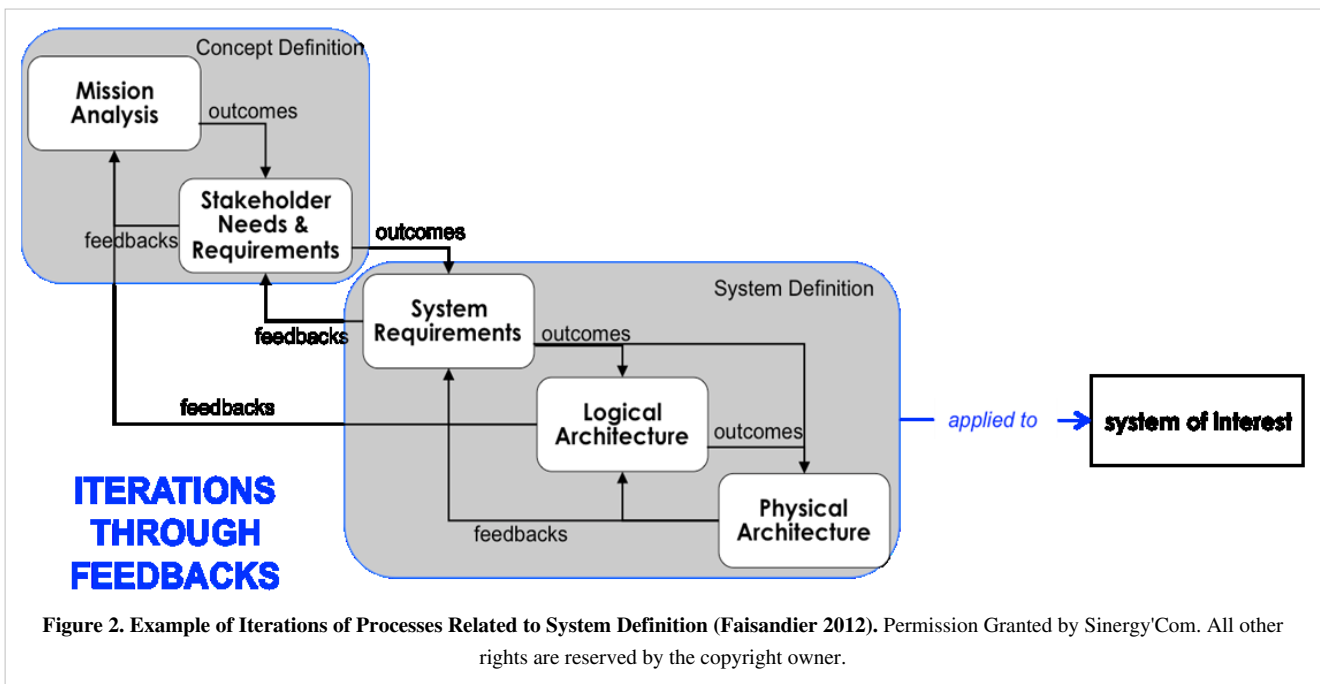 Concept Definition
Mission
Analysis
outcomes
Stakeholder
Needs &
Requirements
feedbacks
outcomes
System Definition
System
Requirements
feedbacks
outcomes
feedbacks
Logical
Architecture
outcomes
applied to
system of interest
ITERATIONS
THROUGH
FEEDBACKS
Physical
Architecture
feedbacks
Figure 2. Example of Iterations of Processes Related to System Definition (Faisandier 2012). Permission Granted by Sinergy'Com. All other
rights are reserved by the copyright owner.